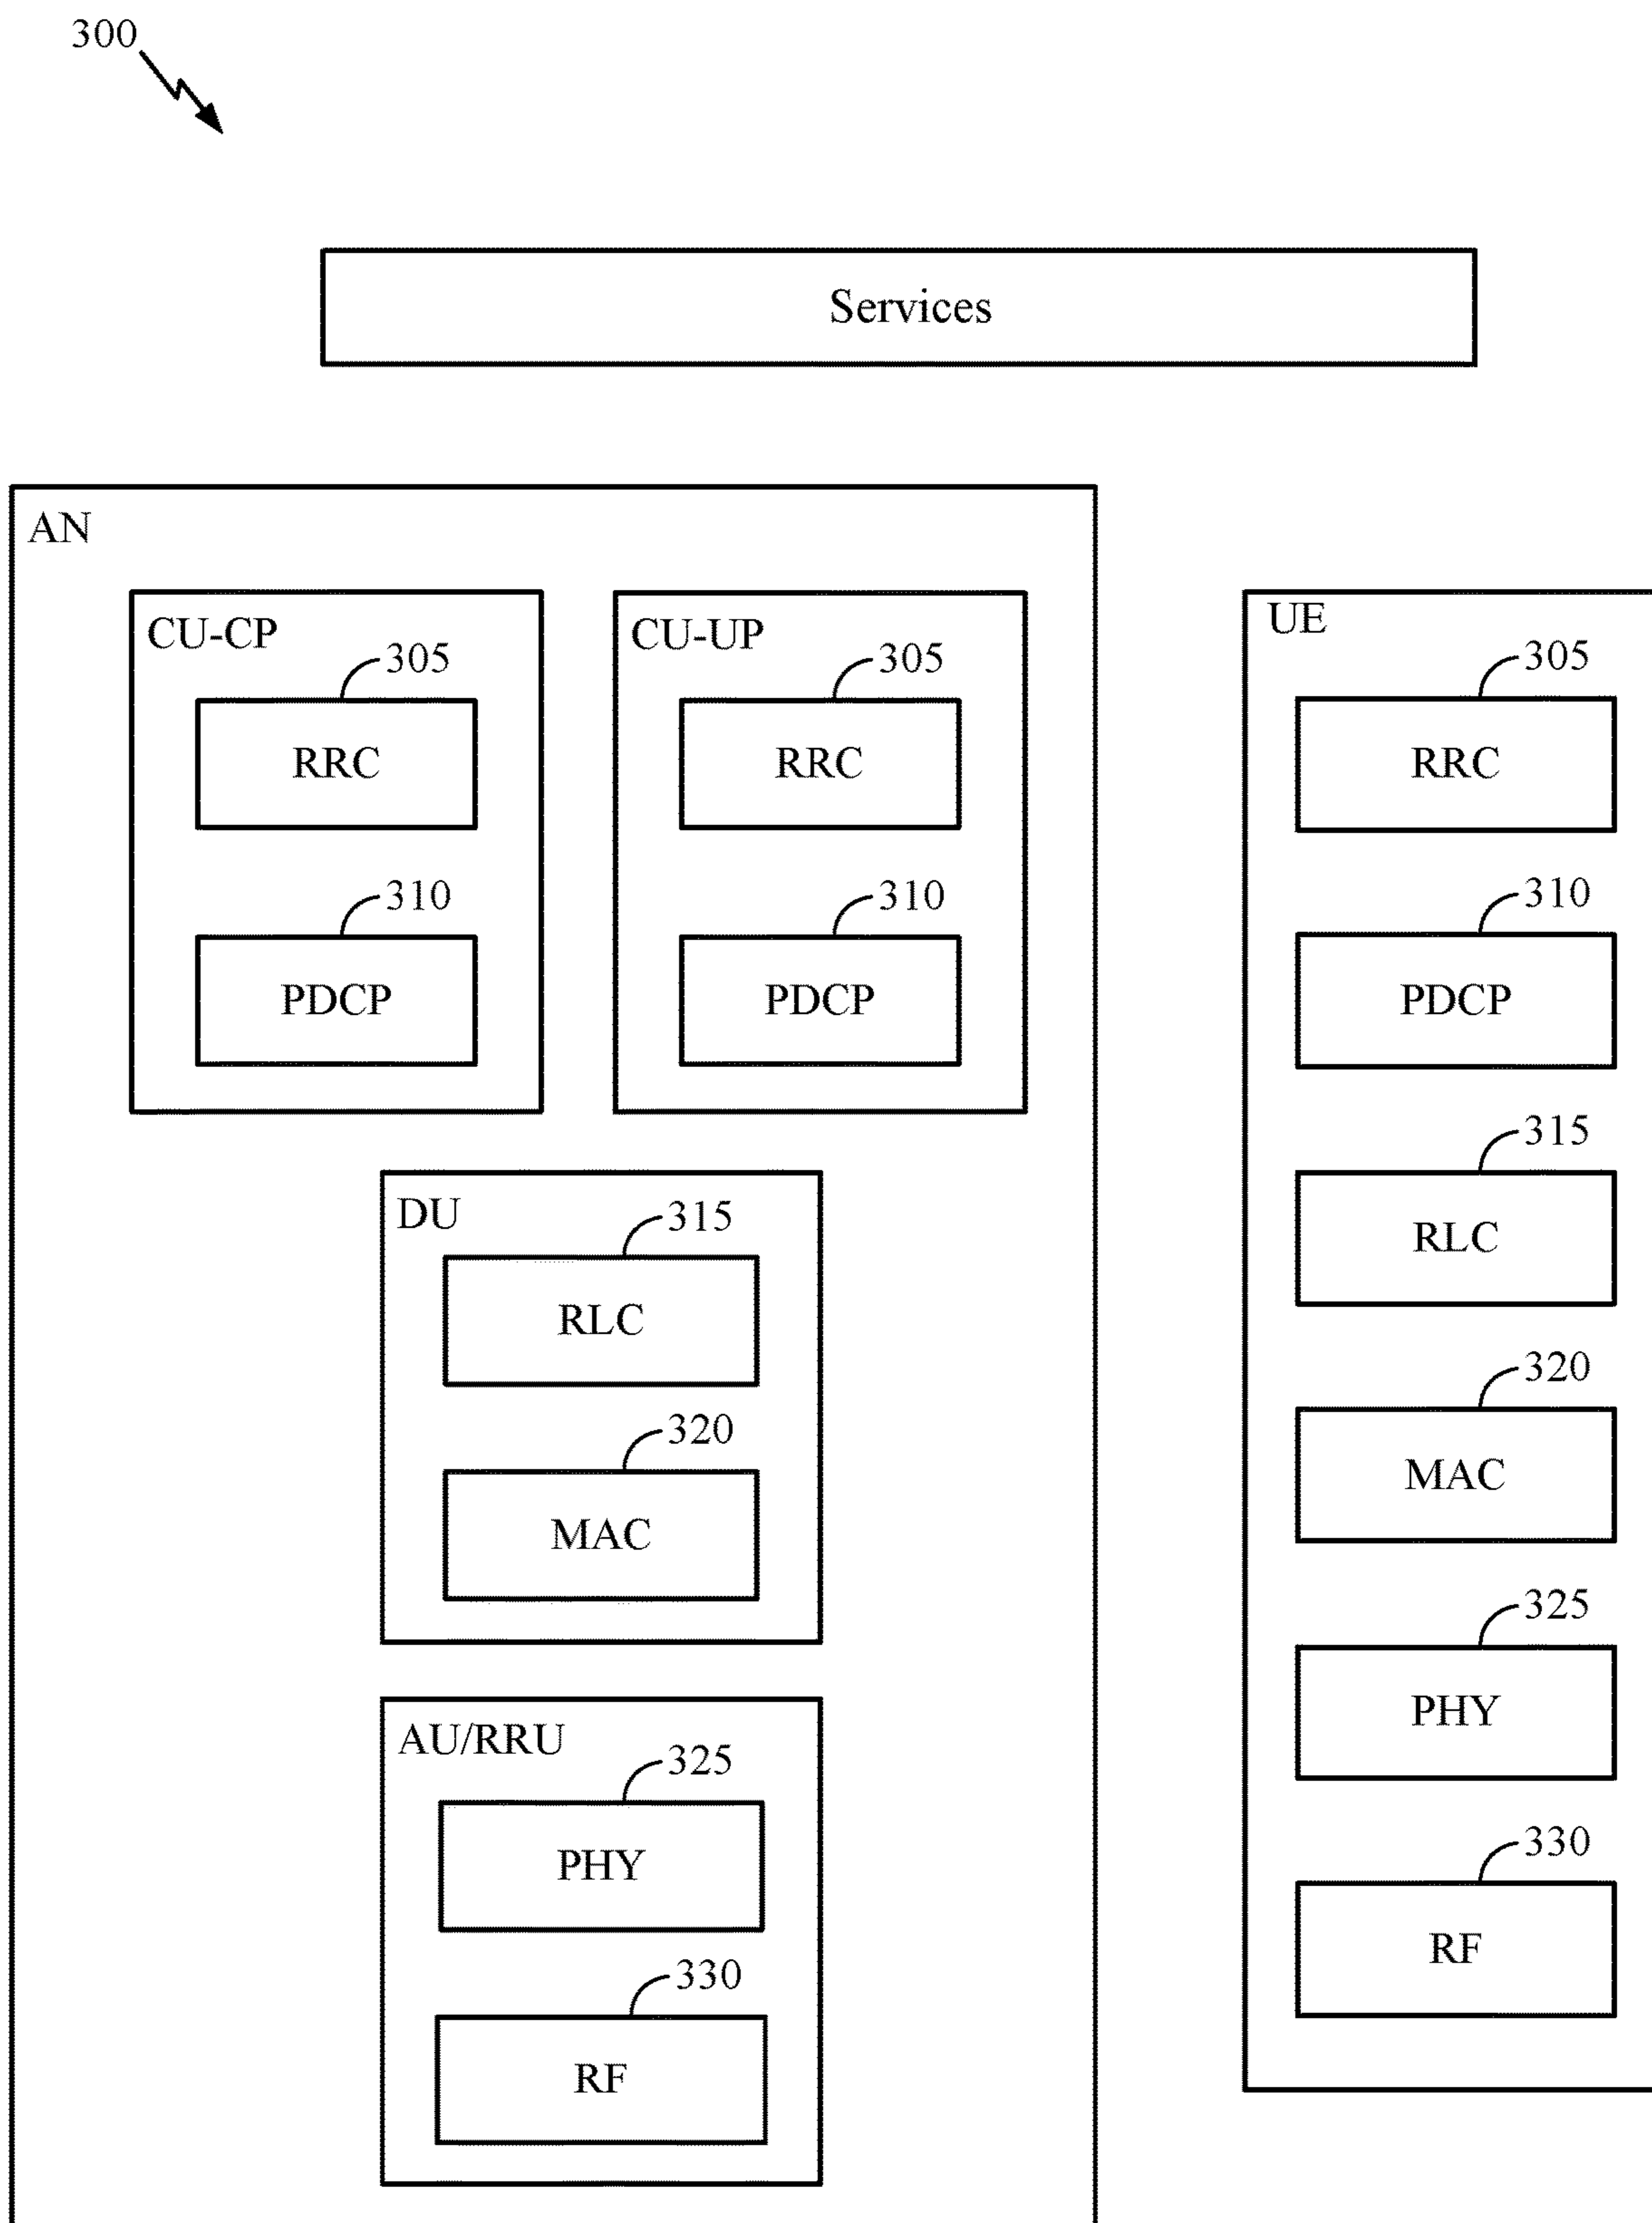 300
Services
AN
CU-CP
305
RRC
310
PDCP
CU-UP
305
RRC
310
PDCP
DU
315
RLC
320
MAC
AU/RRU
325
PHY
330
RF
UE
305
RRC
310
PDCP
315
RLC
320
MAC
325
PHY
330
RF